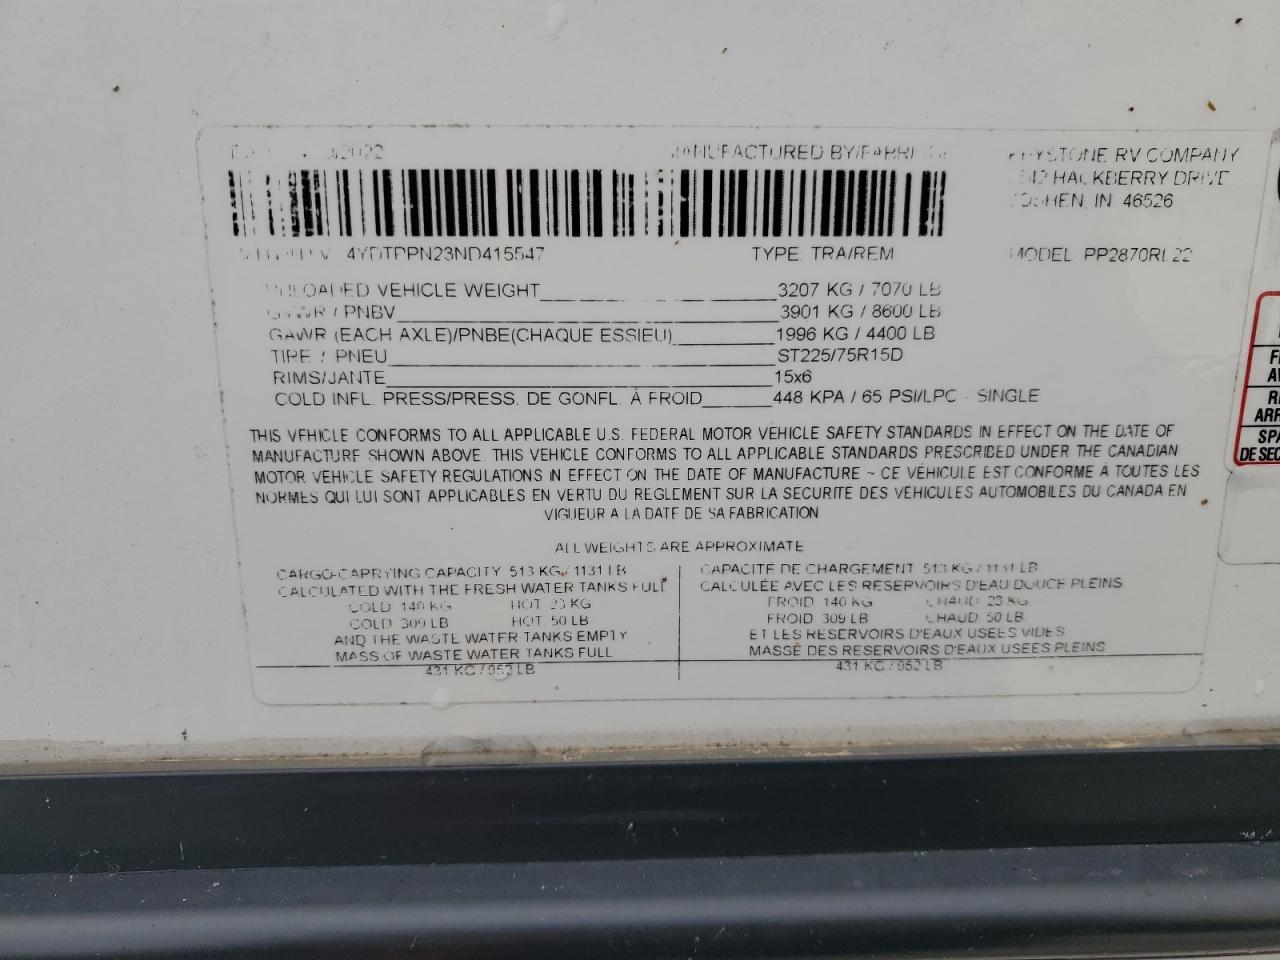 /2022 MANUFACTURED BY/ KEYSTONE RV COMPANY
HACKBERRY DRIVE
GOSHEN, IN 46526
4YDTPPN23ND415547 TYPE: TRA/REM MODEL: PP2870RL22
UNLOADED VEHICLE WEIGHT 3207 KG / 7070 LB
GVWR / PNBV 3901 KG / 8600 LB
GAWR (EACH AXLE)/PNBE(CHAQUE ESSIEU) 1996 KG / 4400 LB
TIRE / PNEU ST225/75R15D
RIMS/JANTE 15x6
COLD INFL. PRESS/PRESS. DE GONFL. À FROID 448 KPA / 65 PSI/LPC - SINGLE
THIS VEHICLE CONFORMS TO ALL APPLICABLE U.S. FEDERAL MOTOR VEHICLE SAFETY STANDARDS IN EFFECT ON THE DATE OF
MANUFACTURE SHOWN ABOVE. THIS VEHICLE CONFORMS TO ALL APPLICABLE STANDARDS PRESCRIBED UNDER THE CANADIAN
MOTOR VEHICLE SAFETY REGULATIONS IN EFFECT ON THE DATE OF MANUFACTURE ~ CE VÉHICULE EST CONFORME À TOUTES LES
NORMES QUI LUI SONT APPLICABLES EN VERTU DU REGLEMENT SUR LA SECURITE DES VEHICULES AUTOMOBILES DU CANADA EN
VIGUEUR A LA DATE DE SA FABRICATION
ALL WEIGHTS ARE APPROXIMATE
CARGO-CARRYING CAPACITY 513 KG / 1131 LB
CALCULATED WITH THE FRESH WATER TANKS FULL
COLD 140 KG HOT 23 KG
COLD 309 LB HOT 50 LB
AND THE WASTE WATER TANKS EMPTY
MASS OF WASTE WATER TANKS FULL
431 KG / 952 LB
CAPACITÉ DE CHARGEMENT 513 KG / 1131 LB
CALCULÉE AVEC LES RESERVOIRS D'EAU DOUCE PLEINS
FROID 140 KG CHAUD 23 KG
FROID 309 LB CHAUD 50 LB
ET LES RESERVOIRS D'EAUX USEES VIDES
MASSE DES RESERVOIRS D'EAUX USEES PLEINS
431 KG / 952 LB
DE SEC